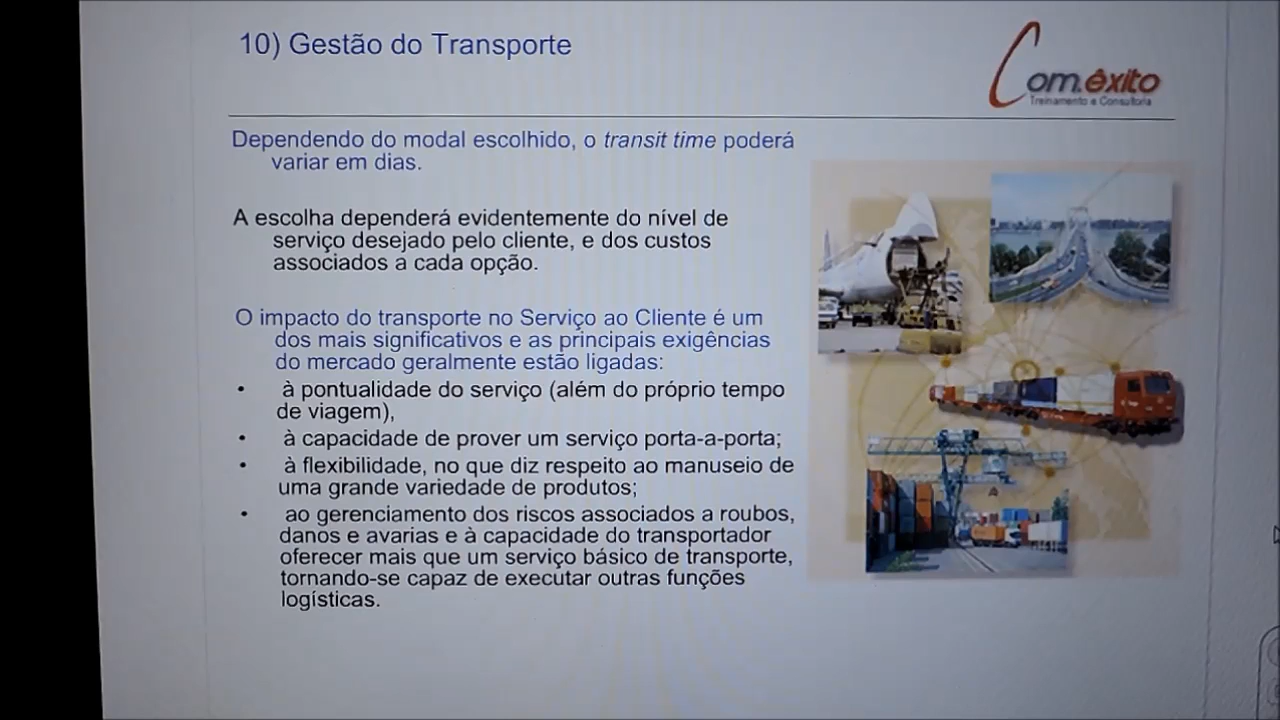 10) Gestão do Transporte
Com.êxito
Treinamento e Consultoria
Dependendo do modal escolhido, o transit time poderá
variar em dias.
A escolha dependerá evidentemente do nível de
serviço desejado pelo cliente, e dos custos
associados a cada opção.
O impacto do transporte no Serviço ao Cliente é um
dos mais significativos e as principais exigências
do mercado geralmente estão ligadas:
• à pontualidade do serviço (além do próprio tempo
de viagem),
• à capacidade de prover um serviço porta-a-porta;
• à flexibilidade, no que diz respeito ao manuseio de
uma grande variedade de produtos;
• ao gerenciamento dos riscos associados a roubos,
danos e avarias e à capacidade do transportador
oferecer mais que um serviço básico de transporte,
tornando-se capaz de executar outras funções
logísticas.